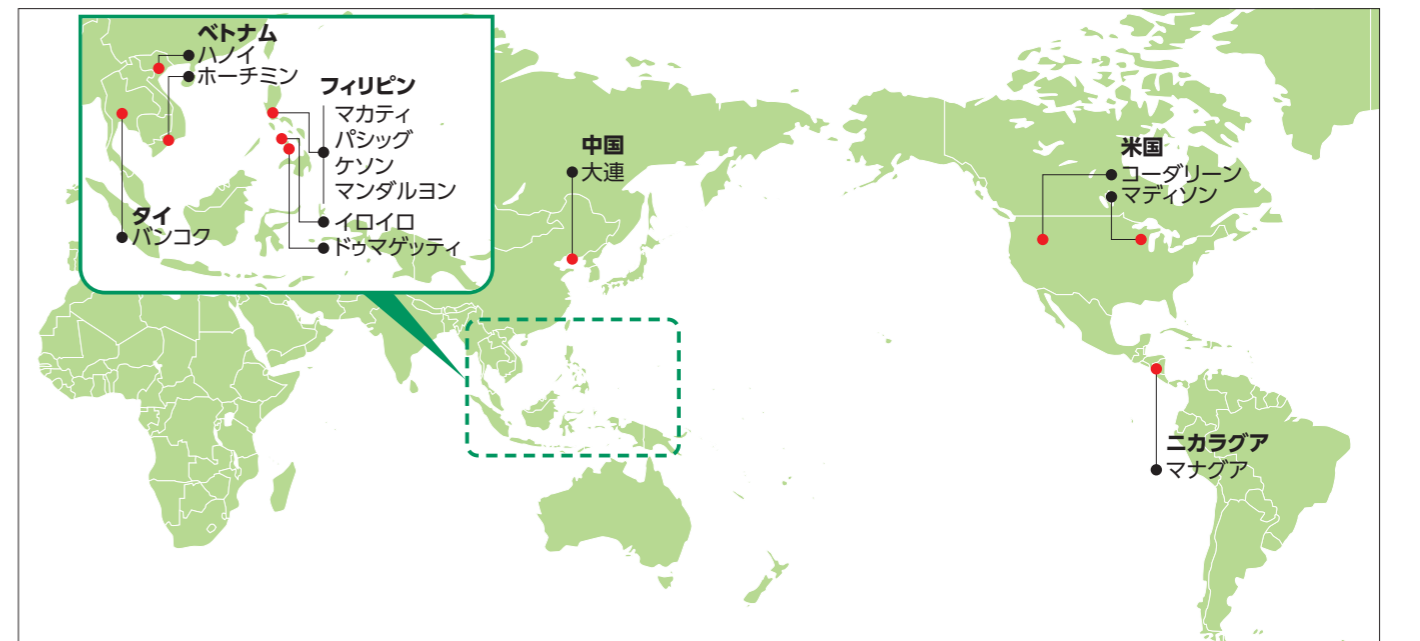 ベトナム
ハノイ
ホーチミン
フィリピン
マカティ
パシッグ
ケソン
マンダルヨン
イロイロ
ドゥマゲッティ
タイ
バンコク
中国
大連
米国
コーダリーン
マディソン
ニカラグア
マナグア